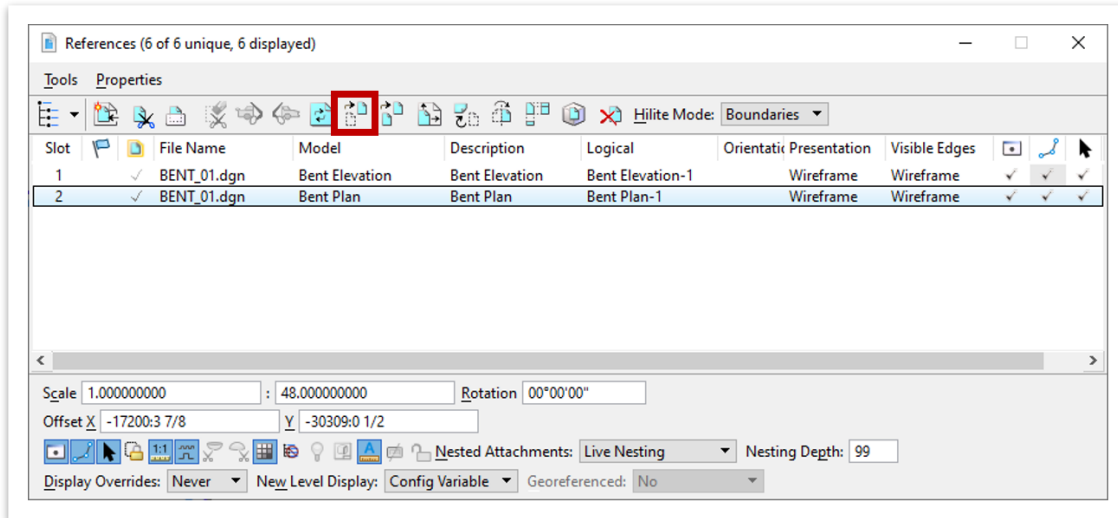 References (6 of 6 unique, 6 displayed)
Tools Properties
Hilite Mode: Boundaries
Slot File Name Model Description Logical Orientatic Presentation Visible Edges
1 BENT_01.dgn Bent Elevation Bent Elevation Bent Elevation-1 Wireframe Wireframe
2 BENT_01.dgn Bent Plan Bent Plan Bent Plan-1 Wireframe Wireframe
Scale 1.000000000 : 48.000000000 Rotation 00°00'00"
Offset X -17200:3 7/8 Y -30309:0 1/2
1:1 Nested Attachments: Live Nesting Nesting Depth: 99
Display Overrides: Never New Level Display: Config Variable Georeferenced: No